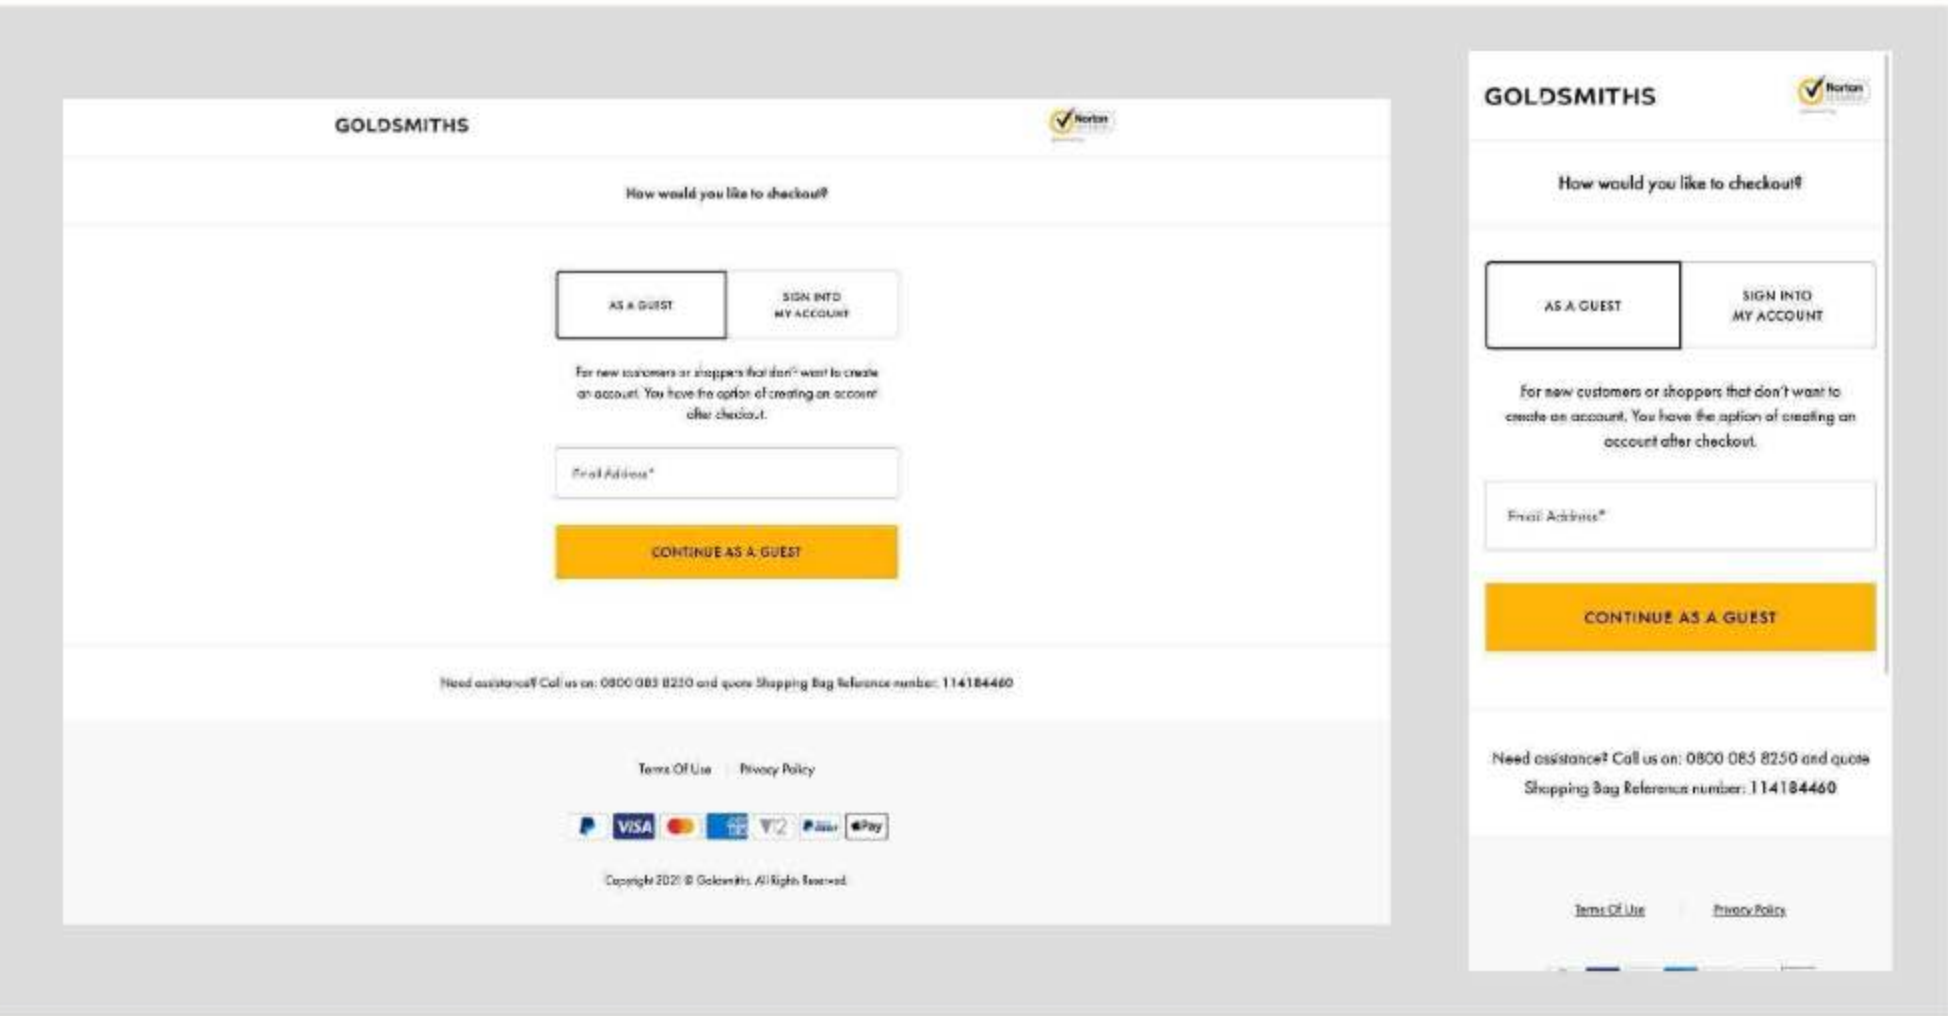 GOLDSMITHS
Norton
How would you like to checkout?
AS A GUEST
SIGN INTO
MY ACCOUNT
For new customers or shoppers that don't want to create
an account. You have the option of creating an account
after checkout.
Email Address*
CONTINUE AS A GUEST
Need assistance? Call us on: 0800 085 8250 and quote Shopping Bag Reference number: 114184460
Terms Of Use
Privacy Policy
VISA
V12
Pay
Copyright 2021 © Goldsmiths. All Rights Reserved.
GOLDSMITHS
Norton
How would you like to checkout?
AS A GUEST
SIGN INTO
MY ACCOUNT
For new customers or shoppers that don't want to
create an account. You have the option of creating an
account after checkout.
Email Address*
CONTINUE AS A GUEST
Need assistance? Call us on: 0800 085 8250 and quote
Shopping Bag Reference number: 114184460
Terms Of Use
Privacy Policy